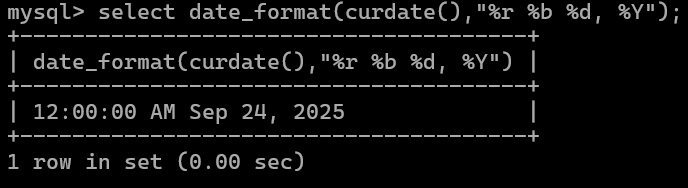 mysql> select date_format(curdate(),"%r %b %d, %Y");
+---------------------------------------+
| date_format(curdate(),"%r %b %d, %Y") |
+---------------------------------------+
| 12:00:00 AM Sep 24, 2025              |
+---------------------------------------+
1 row in set (0.00 sec)